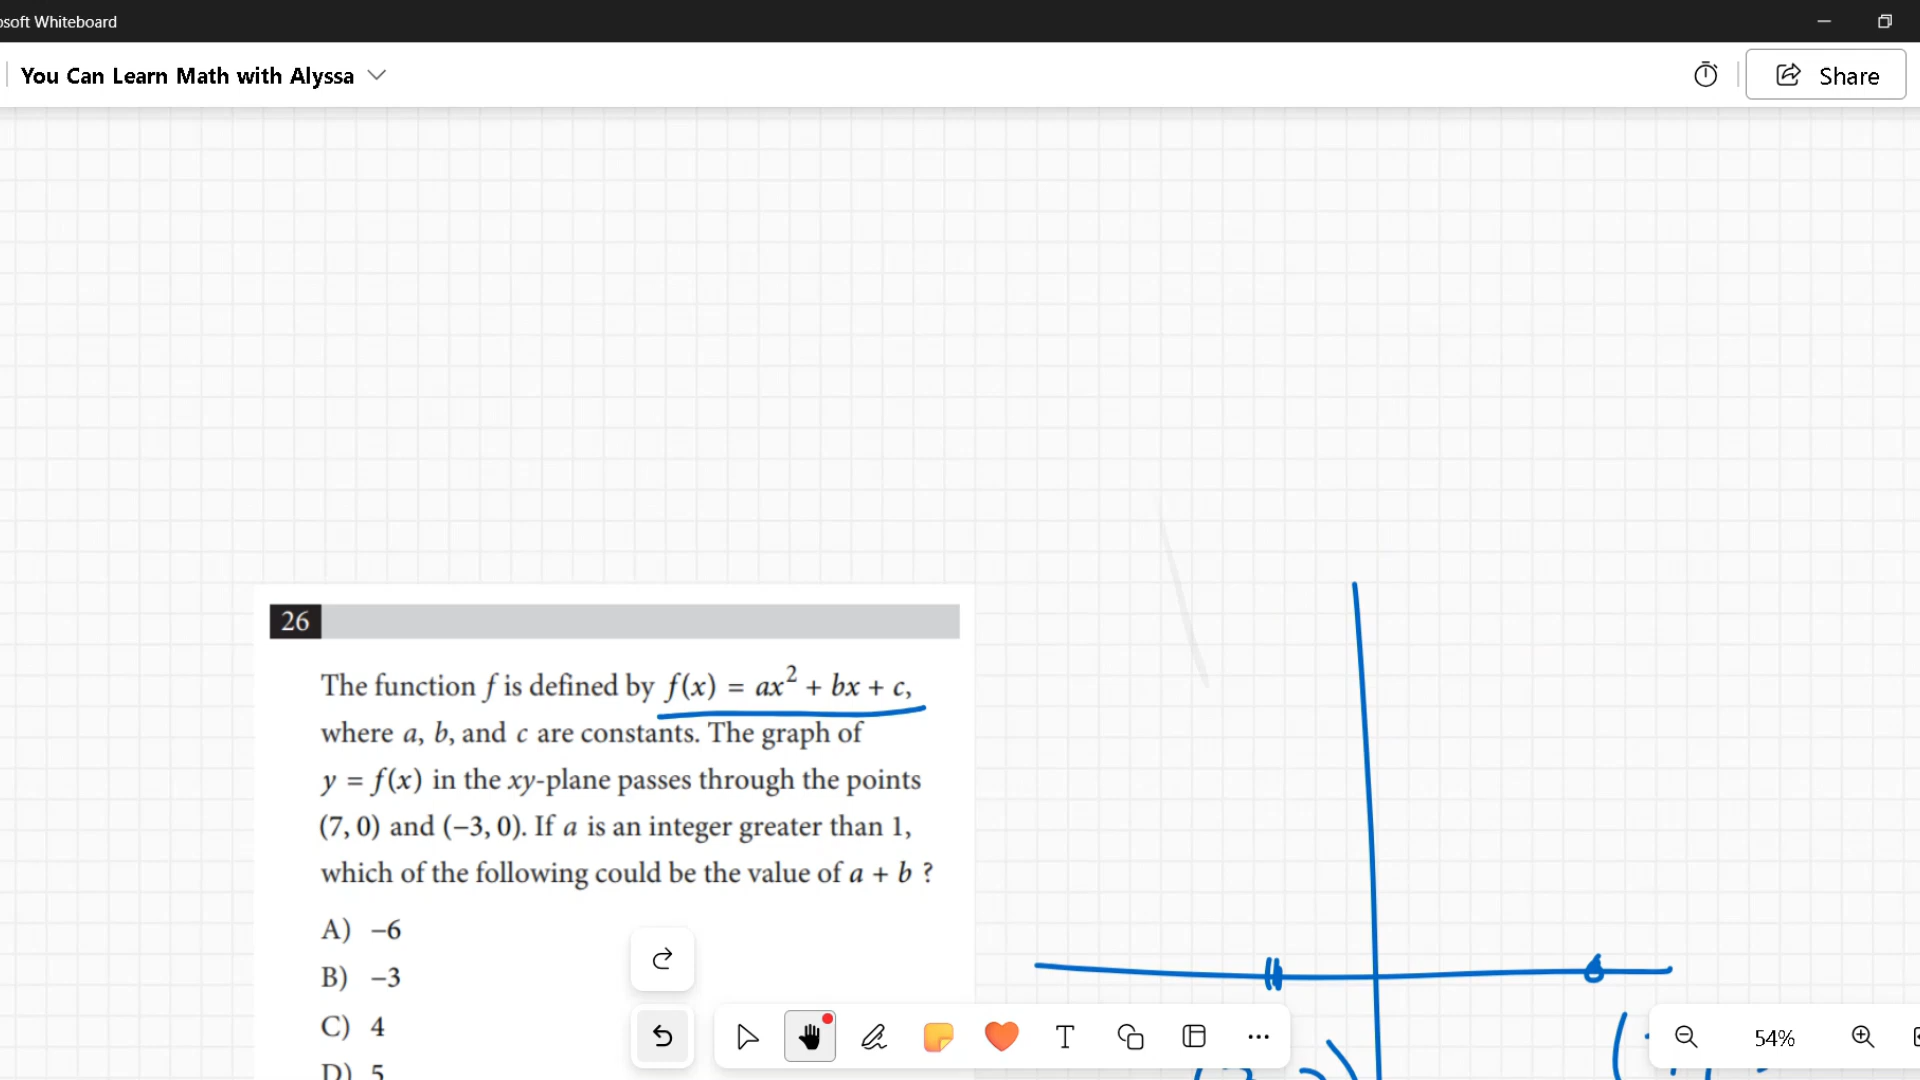 osoft Whiteboard
You Can Learn Math with Alyssa
Share
26
The function f is defined by f(x) = ax² + bx + c,
where a, b, and c are constants. The graph of
y = f(x) in the xy-plane passes through the points
(7, 0) and (−3, 0). If a is an integer greater than 1,
which of the following could be the value of a + b ?
A) −6
B) −3
C) 4
D) 5
T
54%